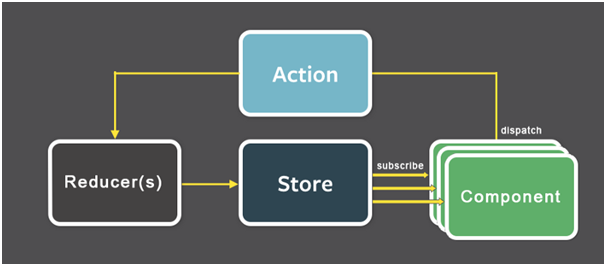 Action
dispatch
subscribe
Reducer(s)
Store
Component